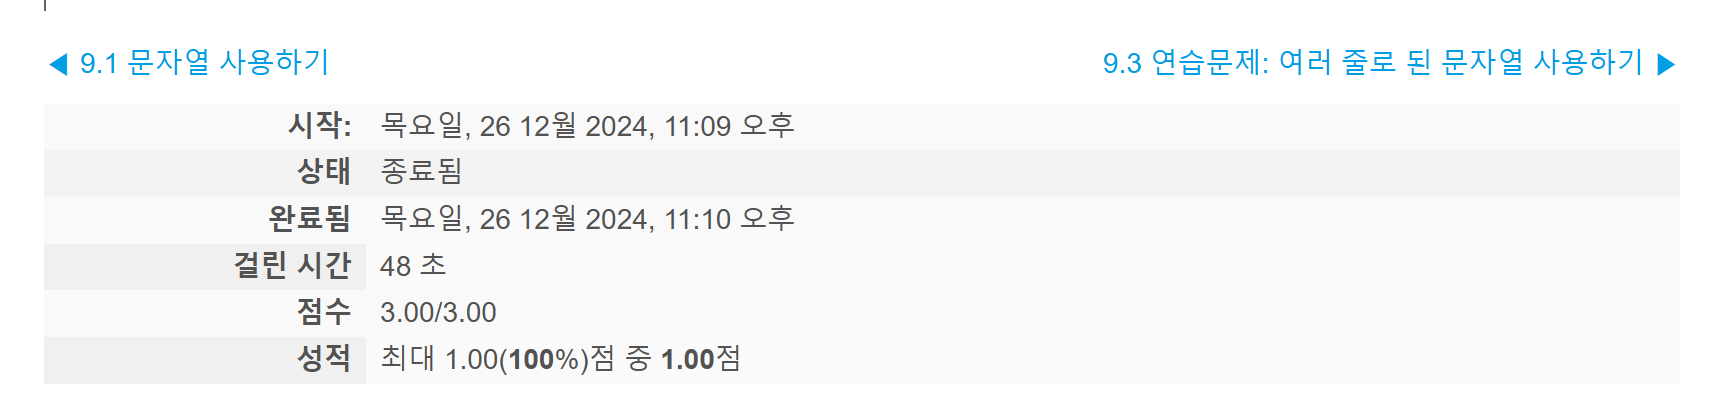 ◀ 9.1 문자열 사용하기
9.3 연습문제: 여러 줄로 된 문자열 사용하기 ▶
시작: 목요일, 26 12월 2024, 11:09 오후
상태 종료됨
완료됨 목요일, 26 12월 2024, 11:10 오후
걸린 시간 48 초
점수 3.00/3.00
성적 최대 1.00(100%)점 중 1.00점